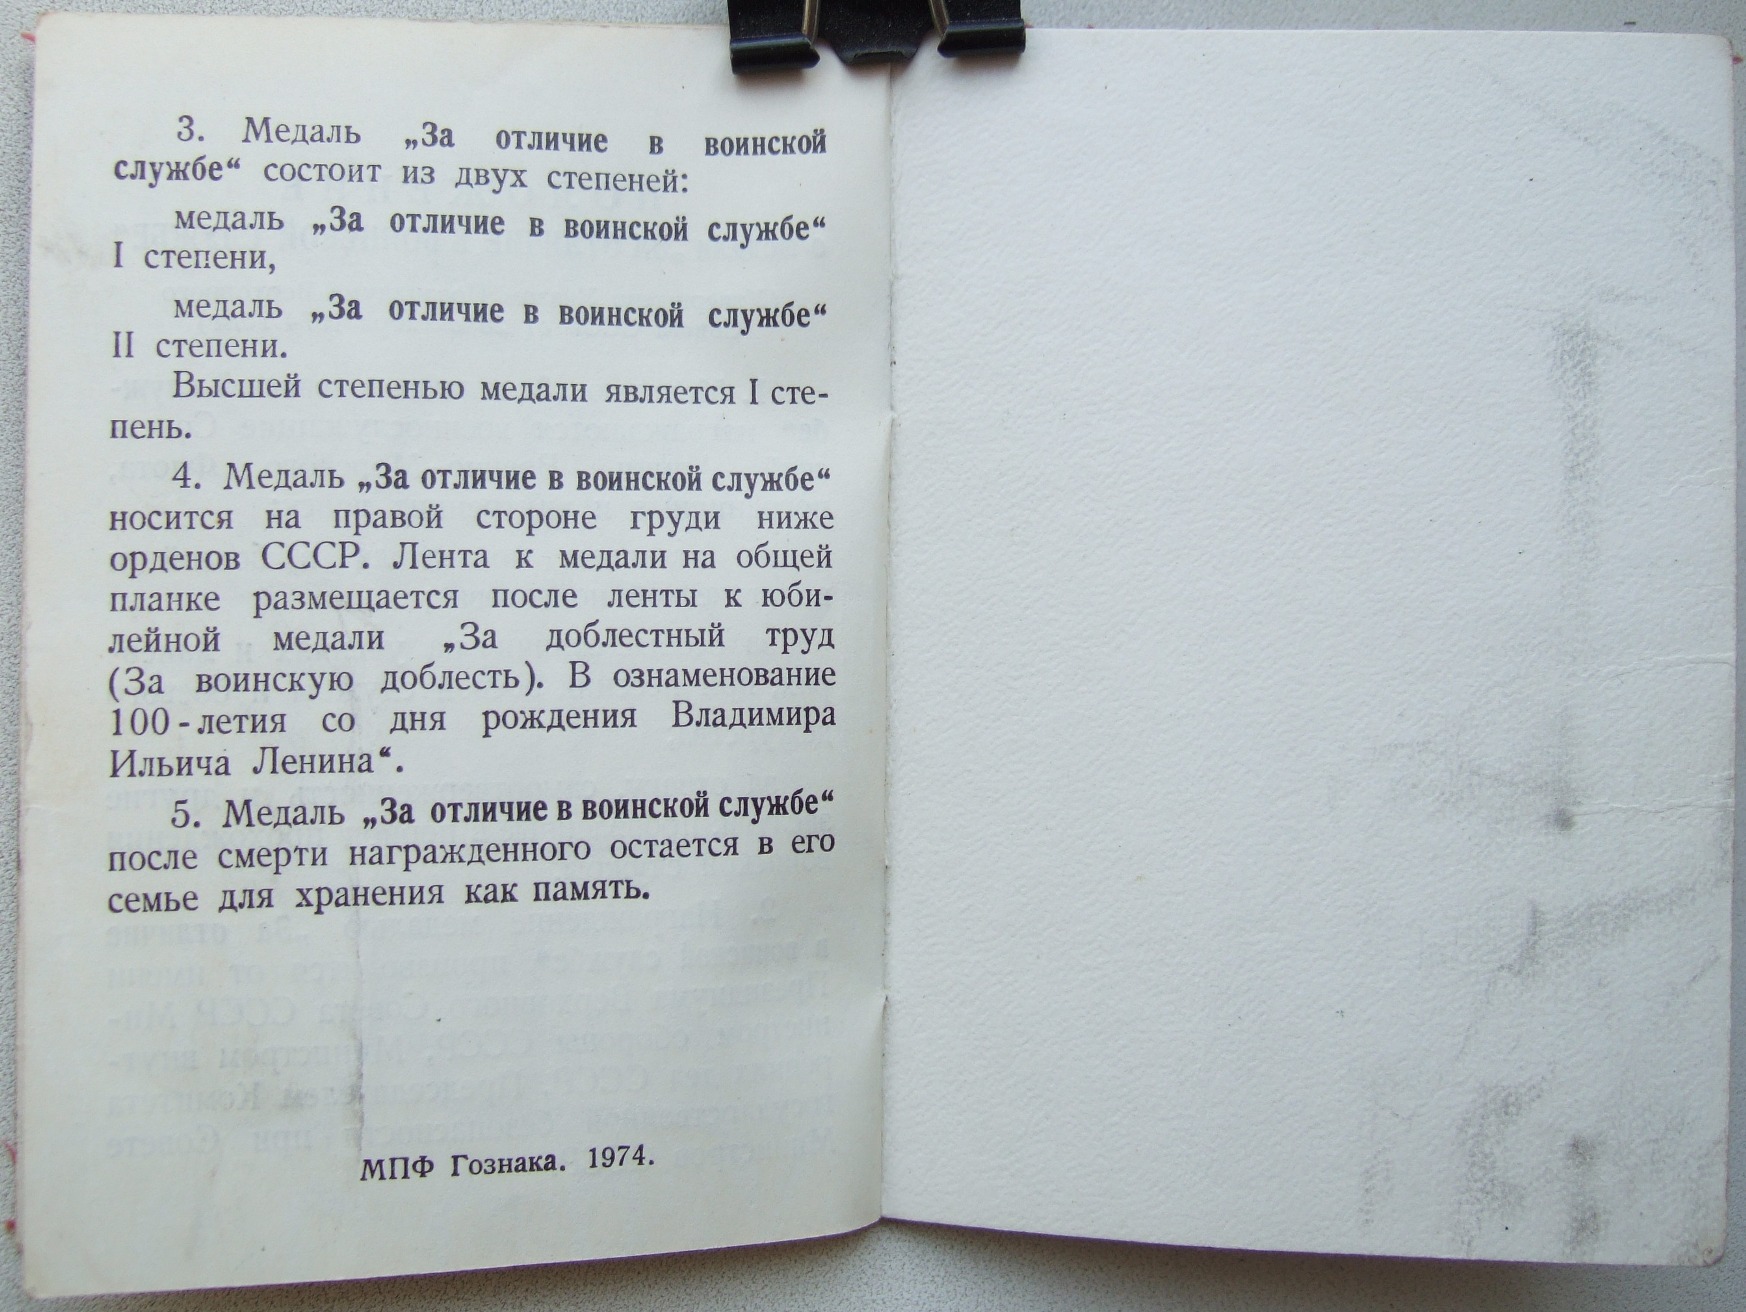 3. Медаль „За отличие в воинской
службе“ состоит из двух степеней:
медаль „За отличие в воинской службе“
I степени,
медаль „За отличие в воинской службе“
II степени.
Высшей степенью медали является I сте-
пень.
4. Медаль „За отличие в воинской службе“
носится на правой стороне груди ниже
орденов СССР. Лента к медали на общей
планке размещается после ленты к юби-
лейной медали „За доблестный труд
(За воинскую доблесть). В ознаменование
100-летия со дня рождения Владимира
Ильича Ленина“.
5. Медаль „За отличие в воинской службе“
после смерти награжденного остается в его
семье для хранения как память.
МПФ Гознака. 1974.